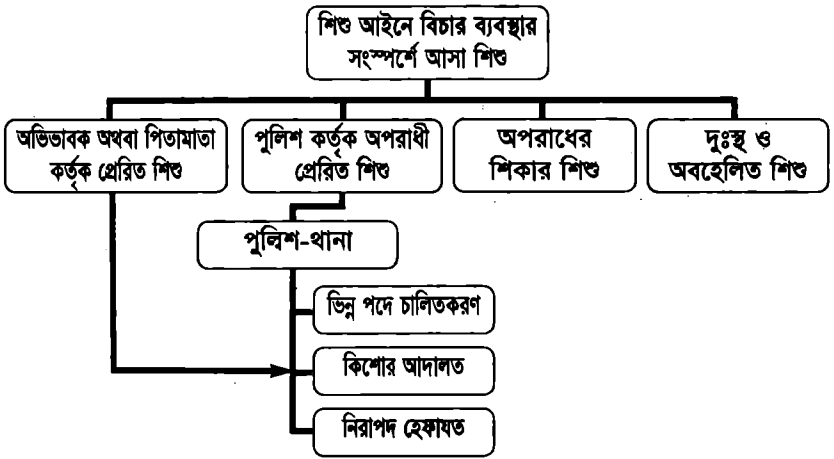 শিশু আইনে বিচার ব্যবস্থার
সংস্পর্শে আসা শিশু
অভিভাবক অথবা পিতামাতা
কর্তৃক প্রেরিত শিশু
পুলিশ কর্তৃক অপরাধী
প্রেরিত শিশু
অপরাধের
শিকার শিশু
দুঃস্থ ও
অবহেলিত শিশু
পুলিশ-থানা
ভিন্ন পদে চালিতকরণ
কিশোর আদালত
নিরাপদ হেফাযত